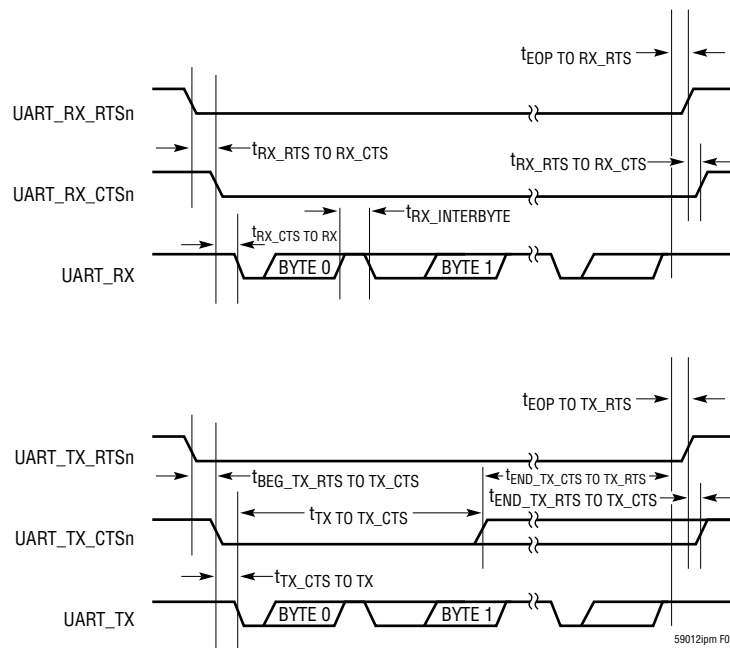 tEOP TO RX_RTS
UART_RX_RTSn
tRX_RTS TO RX_CTS
tRX_RTS TO RX_CTS
UART_RX_CTSn
tRX_INTERBYTE
tRX_CTS TO RX
UART_RX
BYTE 0
BYTE 1
tEOP TO TX_RTS
UART_TX_RTSn
tBEG_TX_RTS TO TX_CTS
tEND_TX_CTS TO TX_RTS
tEND_TX_RTS TO TX_CTS
tTX TO TX_CTS
UART_TX_CTSn
tTX_CTS TO TX
UART_TX
BYTE 0
BYTE 1
59012ipm F0